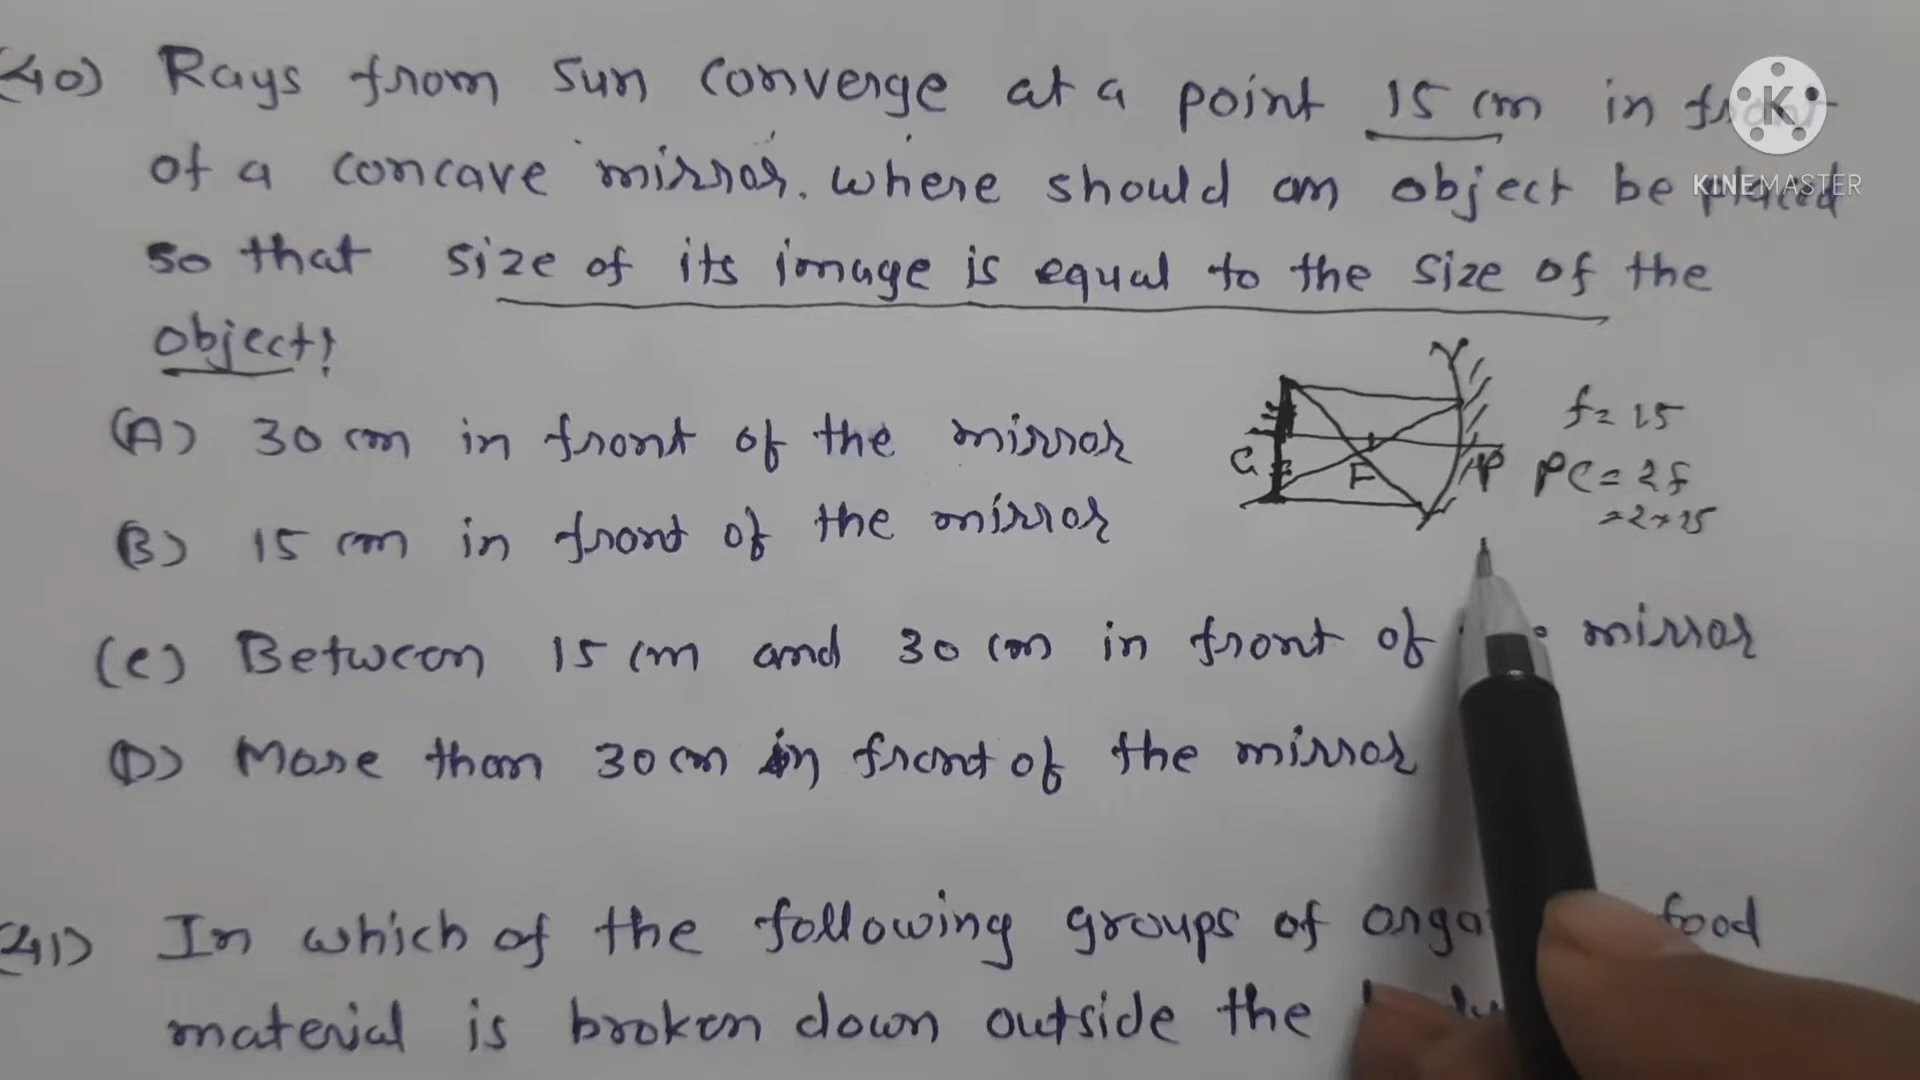 (40) Rays from sun converge at a point 15 cm in front
of a concave mirror. where should an object be placed
so that size of its image is equal to the size of the
object?
(A) 30 cm in front of the mirror
(B) 15 cm in front of the mirror
(C) Between 15 cm and 30 cm in front of mirror
(D) More than 30 cm in front of the mirror
C F P
f = 15
PC = 2f
= 2 × 15
(41) In which of the following groups of food
material is broken down outside the
KINEMASTER